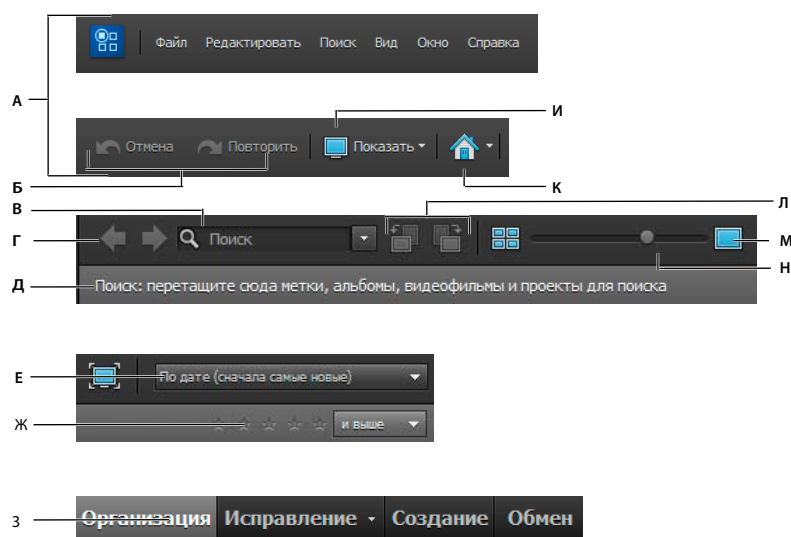 Файл Редактировать Поиск Вид Окно Справка
А
И
Отмена Повторить Показать
Б
К
В
Л
Г
Поиск
М
Н
Д
Поиск: перетащите сюда метки, альбомы, видеофильмы и проекты для поиска
Е
По дате (сначала самые новые)
Ж
и выше
З
Организация Исправление Создание Обмен